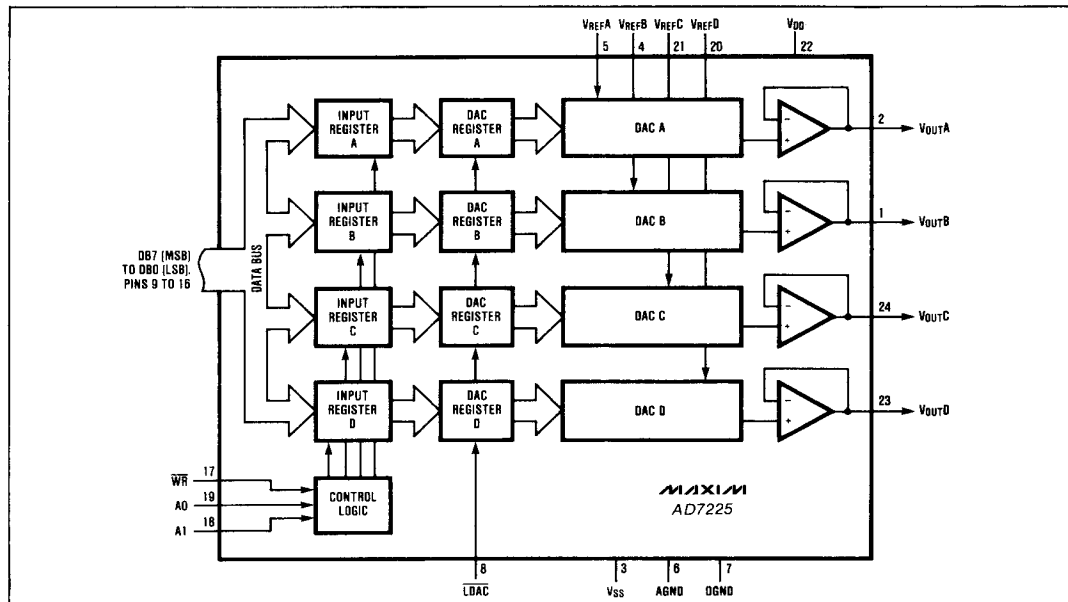 VREFA VREFB VREFC VREFD VDD
5 4 21 20 22
INPUT REGISTER A
DAC REGISTER A
DAC A
2 VOUTA
INPUT REGISTER B
DAC REGISTER B
DAC B
1 VOUTB
DB7 (MSB)
TO DB0 (LSB),
PINS 9 TO 16
DATA BUS
INPUT REGISTER C
DAC REGISTER C
DAC C
24 VOUTC
INPUT REGISTER D
DAC REGISTER D
DAC D
23 VOUTD
- +
- +
- +
- +
W̅R̅ 17
A0 19
A1 18
CONTROL LOGIC
MAXIM
AD7225
8 3 6 7
L̅D̅A̅C̅ VSS AGND DGND